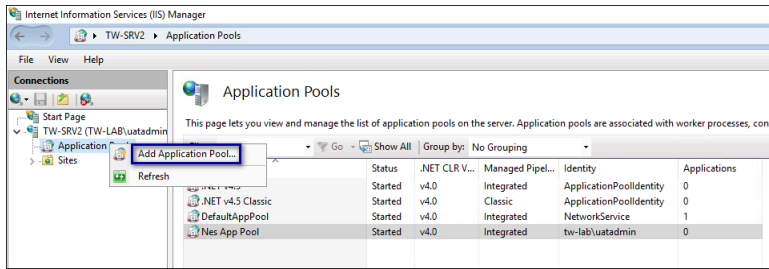 Internet Information Services (IIS) Manager
TW-SRV2 Application Pools
File View Help
Connections
Start Page
TW-SRV2 (TW-LAB\uatadmin
Application
Sites
Add Application Pool...
Refresh
Application Pools
This page lets you view and manage the list of application pools on the server. Application pools are associated with worker processes, con
Go Show All Group by: No Grouping
Status .NET CLR V... Managed Pipel... Identity Applications
.NET v4.5 Started v4.0 Integrated ApplicationPoolIdentity 0
.NET v4.5 Classic Started v4.0 Classic ApplicationPoolIdentity 0
DefaultAppPool Started v4.0 Integrated NetworkService 1
Nes App Pool Started v4.0 Integrated tw-lab\uatadmin 0